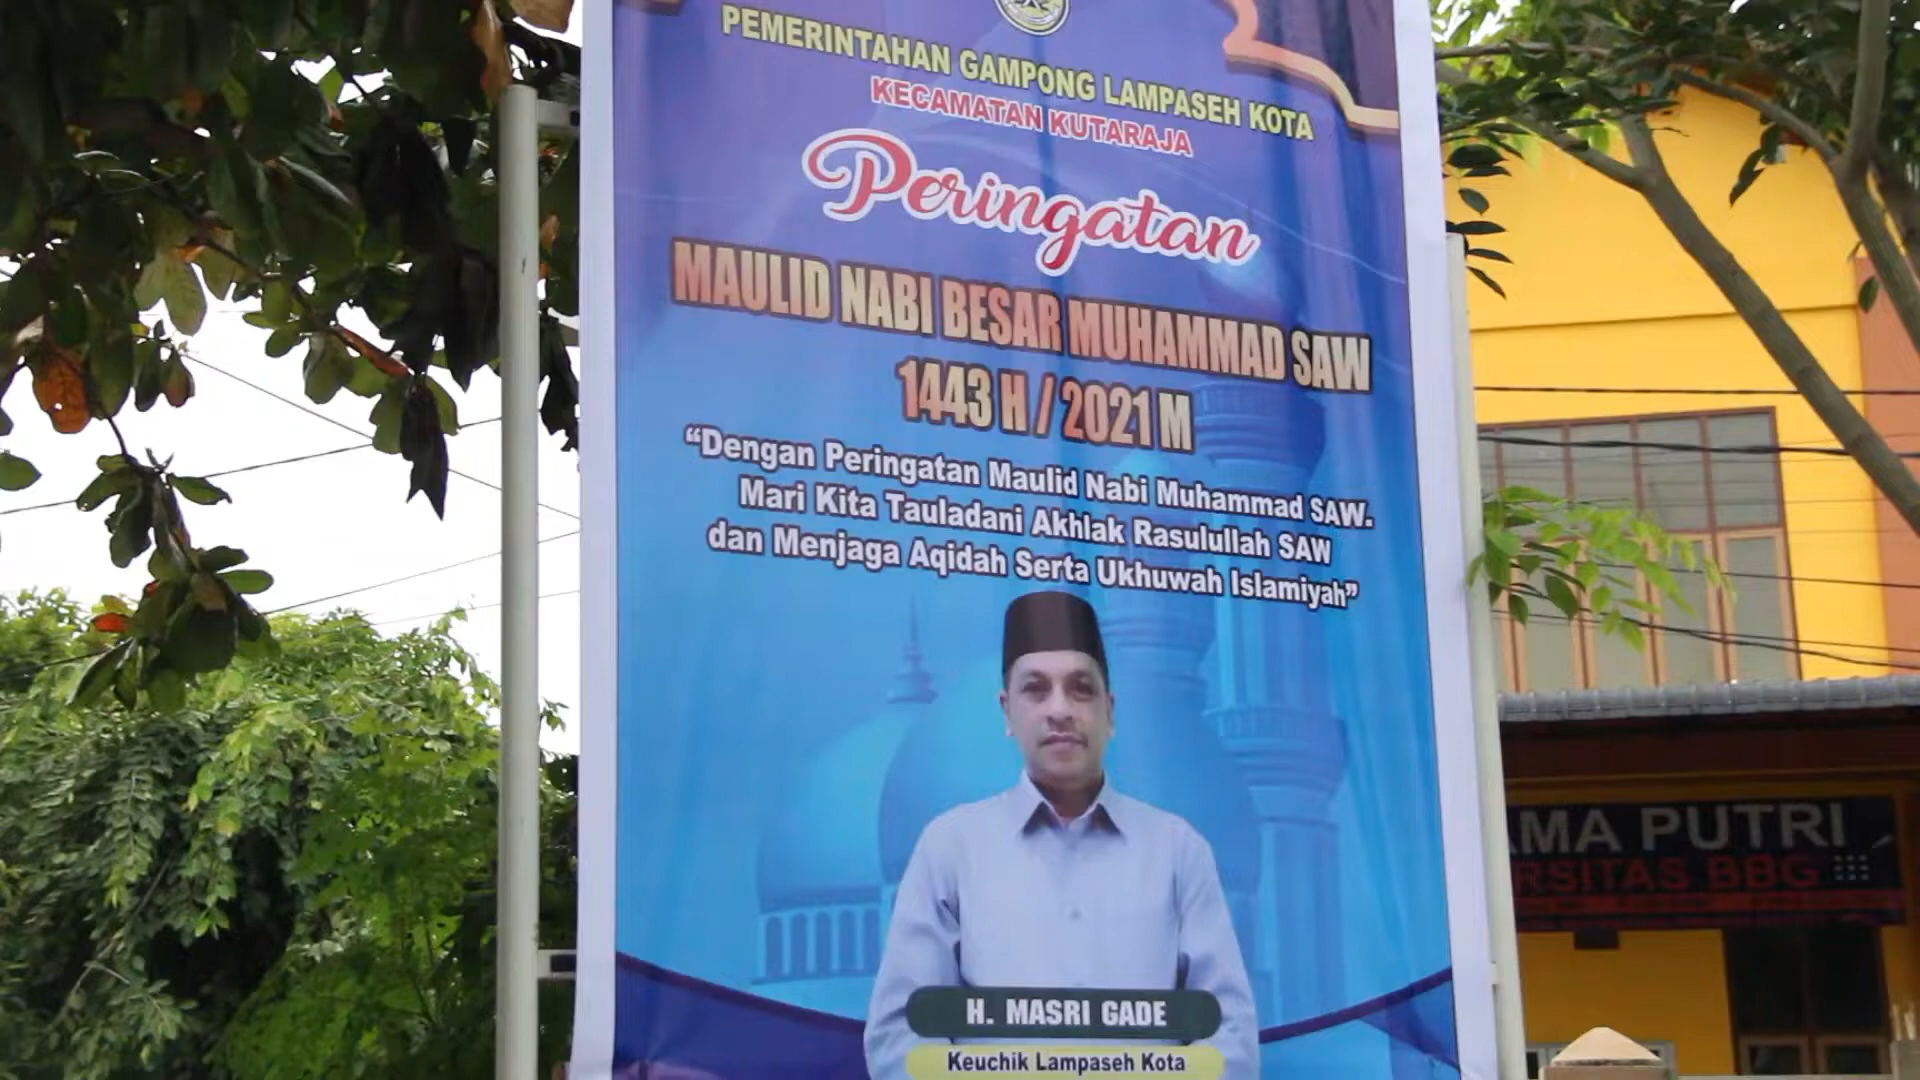 PEMERINTAHAN GAMPONG LAMPASEH KOTA
KECAMATAN KUTARAJA
Peringatan
MAULID NABI BESAR MUHAMMAD SAW
1443 H / 2021 M
“Dengan Peringatan Maulid Nabi Muhammad SAW.
Mari Kita Tauladani Akhlak Rasulullah SAW
dan Menjaga Aqidah Serta Ukhuwah Islamiyah”
H. MASRI GADE
Keuchik Lampaseh Kota
AMA PUTRI
RSITAS BBG